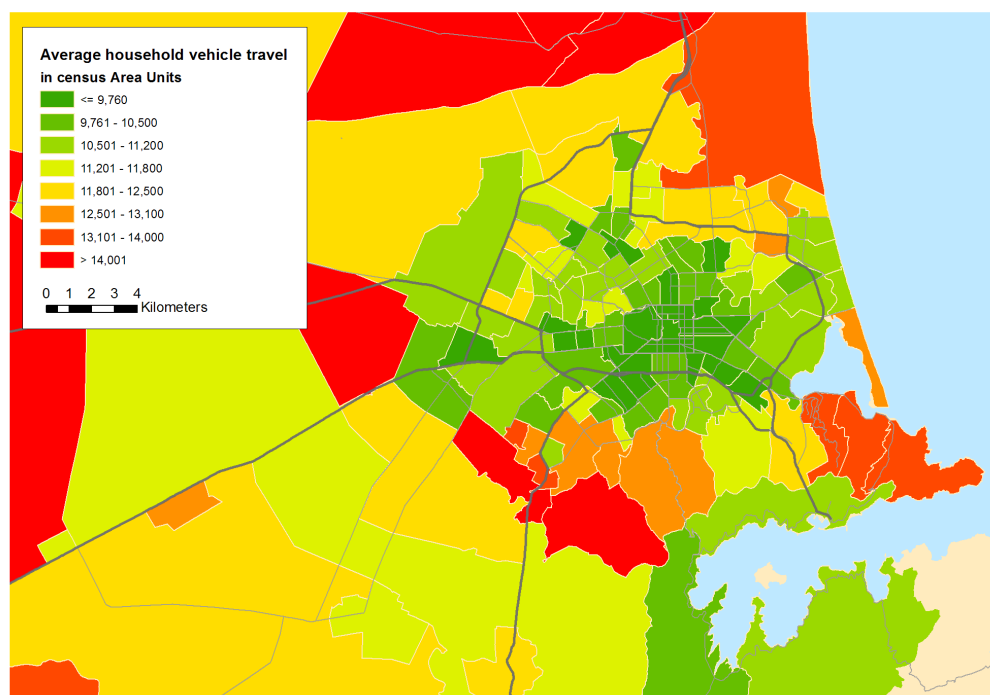 Average household vehicle travel
in census Area Units
<= 9,760
9,761 - 10,500
10,501 - 11,200
11,201 - 11,800
11,801 - 12,500
12,501 - 13,100
13,101 - 14,000
> 14,001
0 1 2 3 4
Kilometers